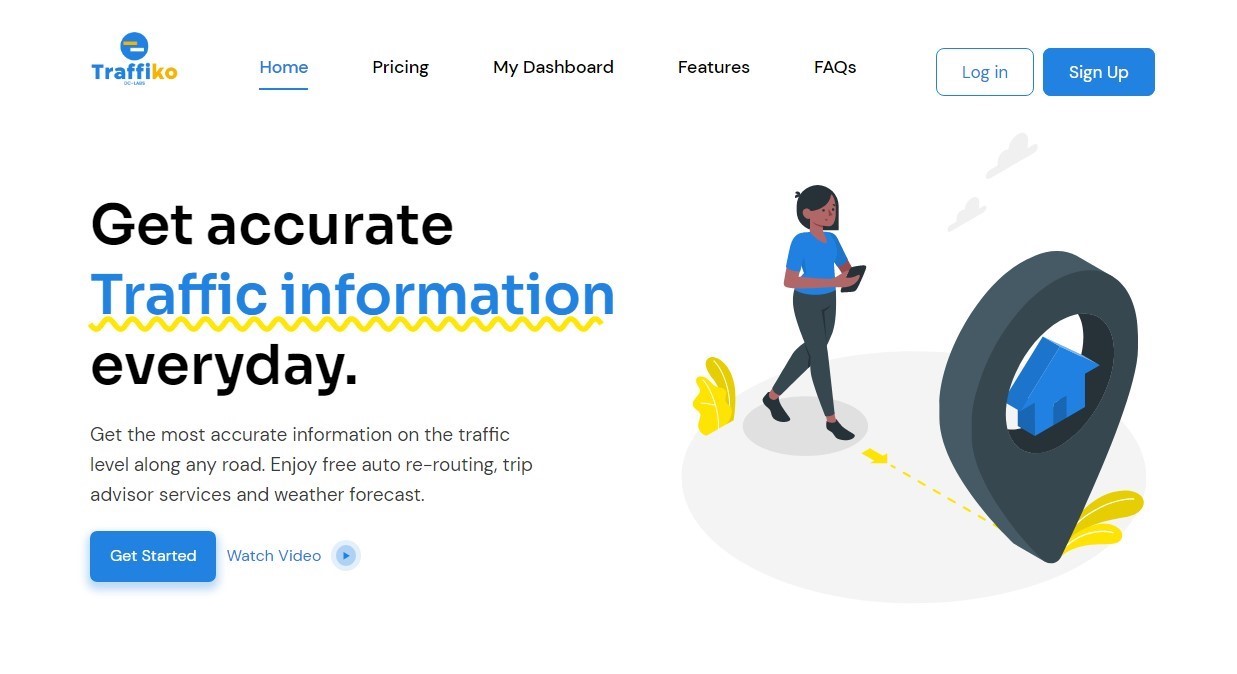 Traffiko
DC-LABS
Home
Pricing
My Dashboard
Features
FAQs
Log in
Sign Up
Get accurate
Traffic information
everyday.
Get the most accurate information on the traffic
level along any road. Enjoy free auto re-routing, trip
advisor services and weather forecast.
Get Started
Watch Video